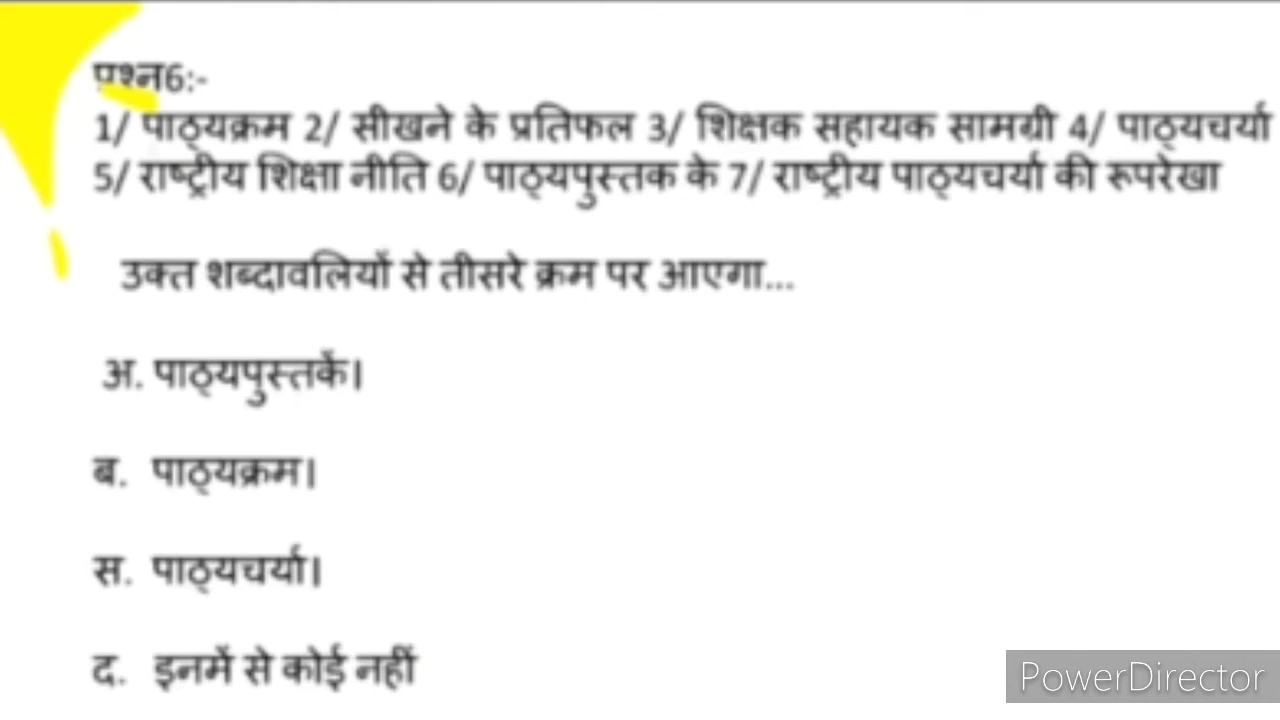 प्रश्न6:-
1/ पाठ्यक्रम 2/ सीखने के प्रतिफल 3/ शिक्षक सहायक सामग्री 4/ पाठ्यचर्या
5/ राष्ट्रीय शिक्षा नीति 6/ पाठ्यपुस्तक के 7/ राष्ट्रीय पाठ्यचर्या की रूपरेखा
उक्त शब्दावलियों से तीसरे क्रम पर आएगा...
अ. पाठ्यपुस्तकें।
ब. पाठ्यक्रम।
स. पाठ्यचर्या।
द. इनमें से कोई नहीं
PowerDirector